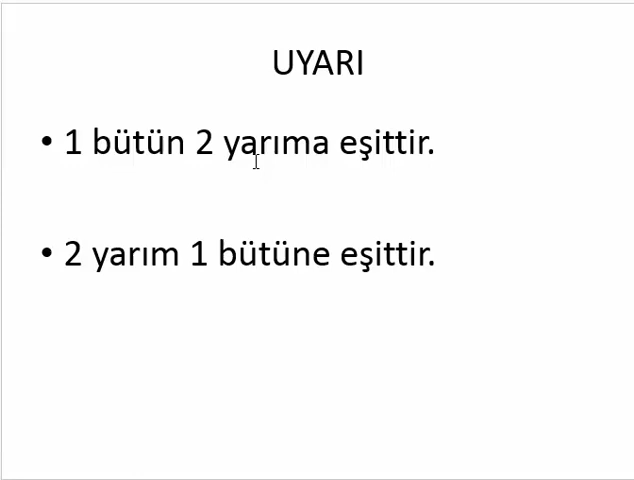 UYARI
• 1 bütün 2 yarıma eşittir.
• 2 yarım 1 bütüne eşittir.